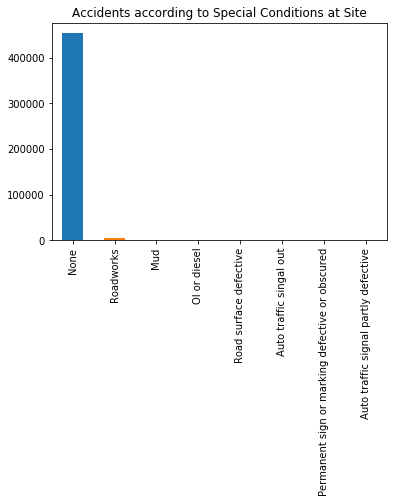 Accidents according to Special Conditions at Site
400000
300000
200000
100000
0
None
Roadworks
Mud
Ol or diesel
Road surface defective
Auto traffic singal out
Permanent sign or marking defective or obscured
Auto traffic signal partly defective